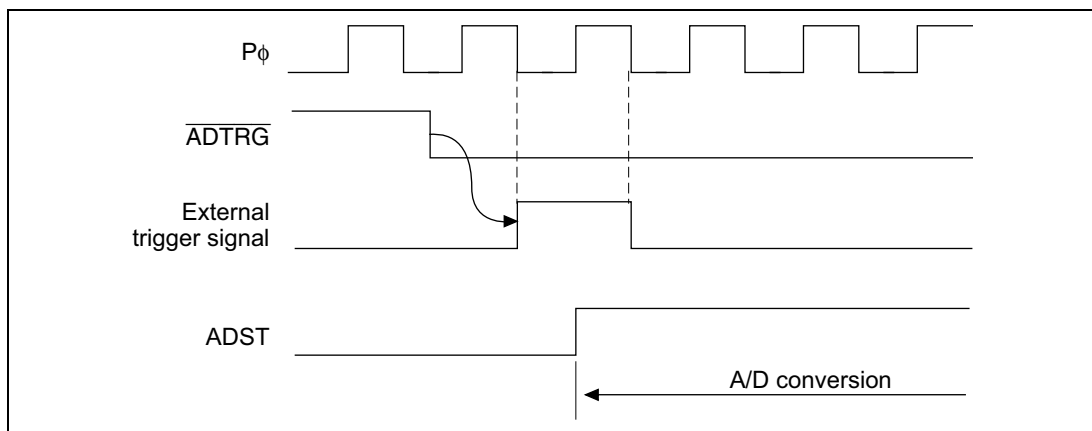 Pϕ
ADTRG
External
trigger signal
ADST
A/D conversion